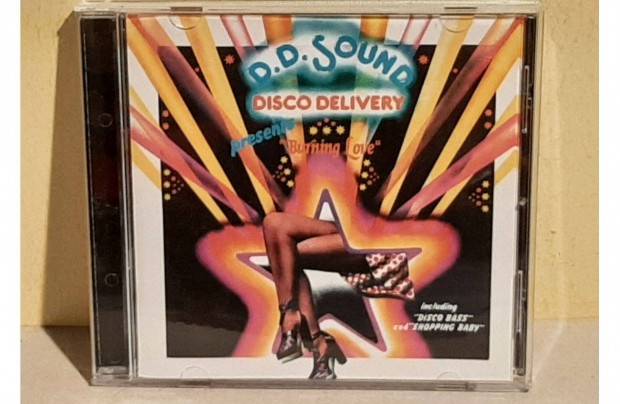 D.D. SOUND
DISCO DELIVERY
presents
"Burning Love"
including
"DISCO BASS"
and "SHOPPING BABY"